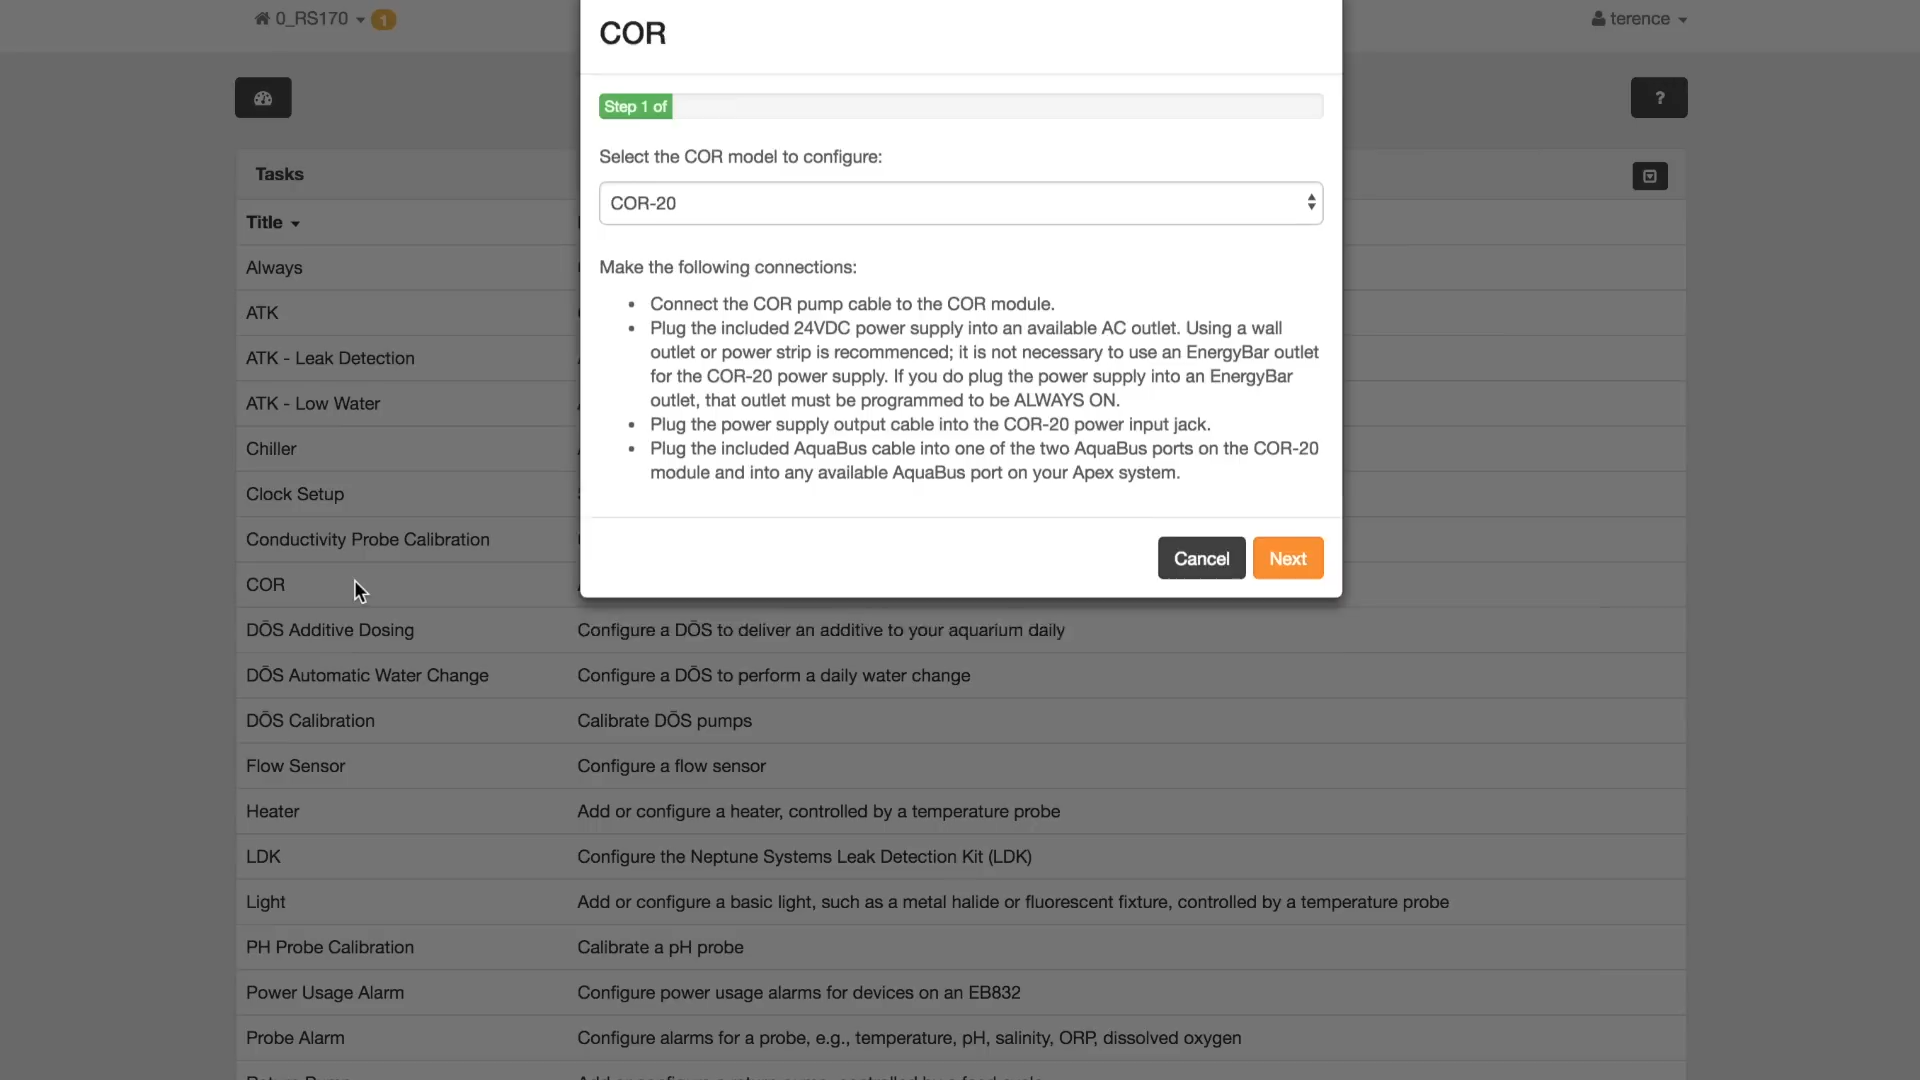 0_RS170
1
terence
COR
?
Step 1 of
Select the COR model to configure:
COR-20
Make the following connections:
• Connect the COR pump cable to the COR module.
• Plug the included 24VDC power supply into an available AC outlet. Using a wall
outlet or power strip is recommenced; it is not necessary to use an EnergyBar outlet
for the COR-20 power supply. If you do plug the power supply into an EnergyBar
outlet, that outlet must be programmed to be ALWAYS ON.
• Plug the power supply output cable into the COR-20 power input jack.
• Plug the included AquaBus cable into one of the two AquaBus ports on the COR-20
module and into any available AquaBus port on your Apex system.
Cancel
Next
Tasks
Title
Always
ATK
ATK - Leak Detection
ATK - Low Water
Chiller
Clock Setup
Conductivity Probe Calibration
COR
DŌS Additive Dosing Configure a DŌS to deliver an additive to your aquarium daily
DŌS Automatic Water Change Configure a DŌS to perform a daily water change
DŌS Calibration Calibrate DŌS pumps
Flow Sensor Configure a flow sensor
Heater Add or configure a heater, controlled by a temperature probe
LDK Configure the Neptune Systems Leak Detection Kit (LDK)
Light Add or configure a basic light, such as a metal halide or fluorescent fixture, controlled by a temperature probe
PH Probe Calibration Calibrate a pH probe
Power Usage Alarm Configure power usage alarms for devices on an EB832
Probe Alarm Configure alarms for a probe, e.g., temperature, pH, salinity, ORP, dissolved oxygen